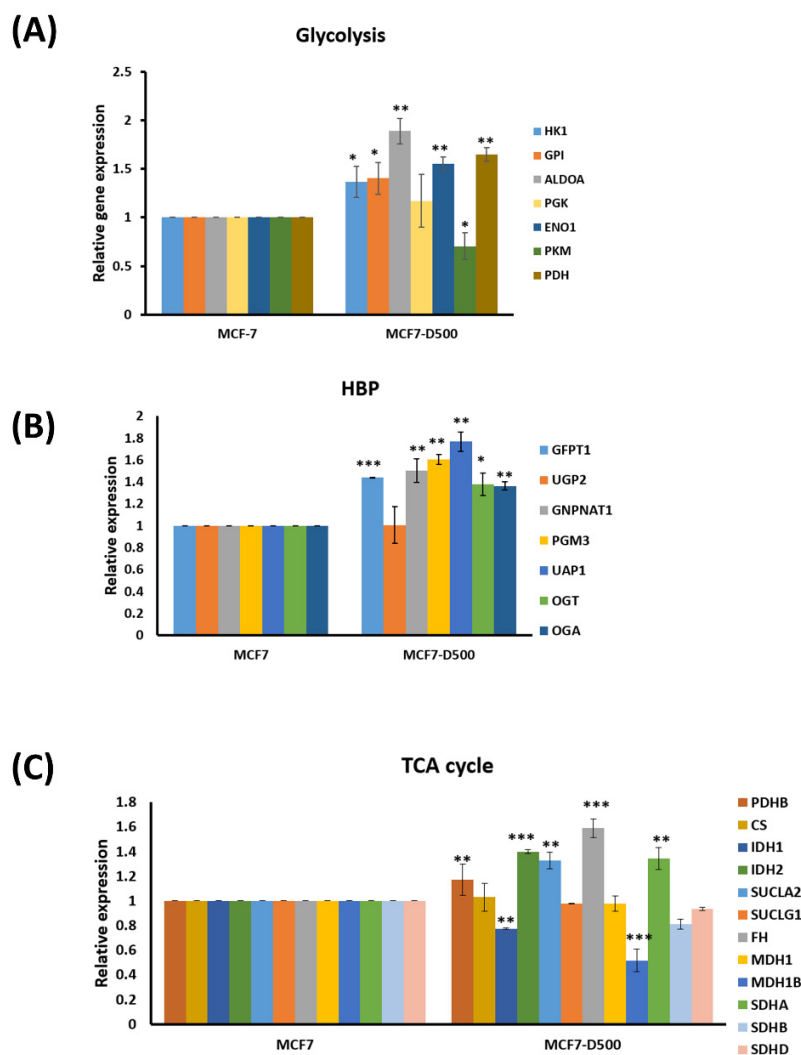 (A)
Glycolysis
Relative gene expression
2.5
2
1.5
1
0.5
0
* * ** ** * **
MCF-7
MCF7-D500
HK1
GPI
ALDOA
PGK
ENO1
PKM
PDH
(B)
HBP
Relative expression
2
1.8
1.6
1.4
1.2
1
0.8
0.6
0.4
0.2
0
*** ** ** ** * **
MCF7
MCF7-D500
GFPT1
UGP2
GNPNAT1
PGM3
UAP1
OGT
OGA
(C)
TCA cycle
Relative expression
1.8
1.6
1.4
1.2
1
0.8
0.6
0.4
0.2
0
** ** *** ** *** *** **
MCF7
MCF7-D500
PDHB
CS
IDH1
IDH2
SUCLA2
SUCLG1
FH
MDH1
MDH1B
SDHA
SDHB
SDHD